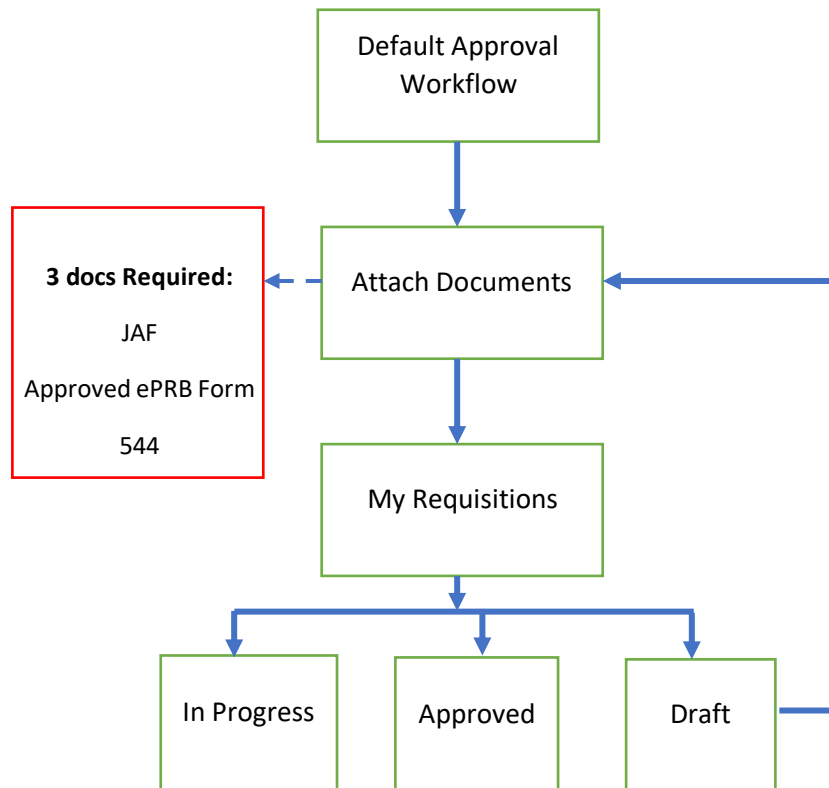 Default Approval
Workflow
3 docs Required:
JAF
Approved ePRB Form
544
Attach Documents
My Requisitions
In Progress
Approved
Draft